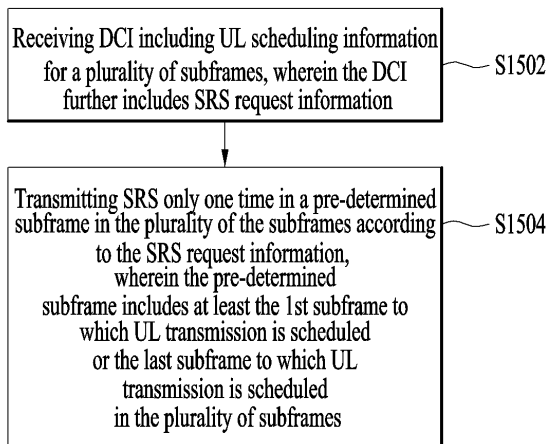 Receiving DCI including UL scheduling information
for a plurality of subframes, wherein the DCI
further includes SRS request information
S1502
Transmitting SRS only one time in a pre-determined
subframe in the plurality of the subframes according
to the SRS request information,
wherein the pre-determined
subframe includes at least the 1st subframe to
which UL transmission is scheduled
or the last subframe to which UL
transmission is scheduled
in the plurality of subframes
S1504